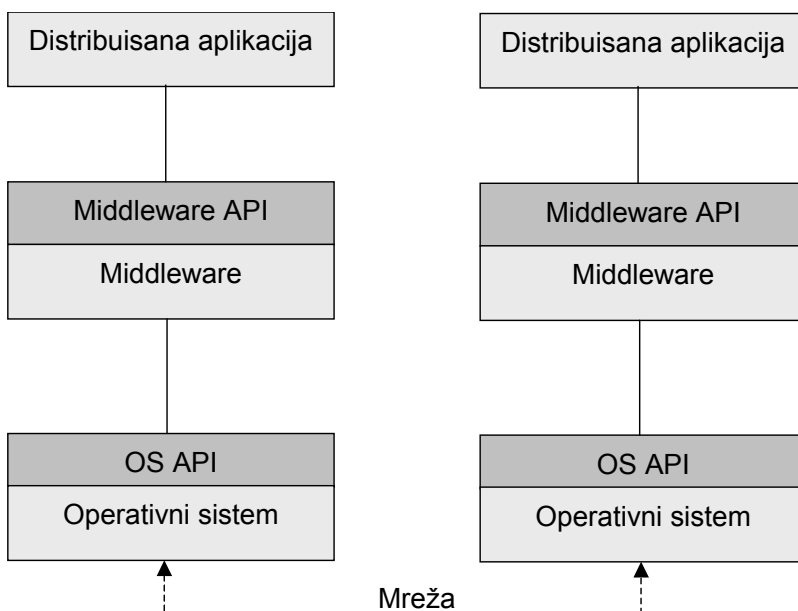 Distribuisana aplikacija
Middleware API
Middleware
OS API
Operativni sistem
Distribuisana aplikacija
Middleware API
Middleware
OS API
Operativni sistem
Mreža